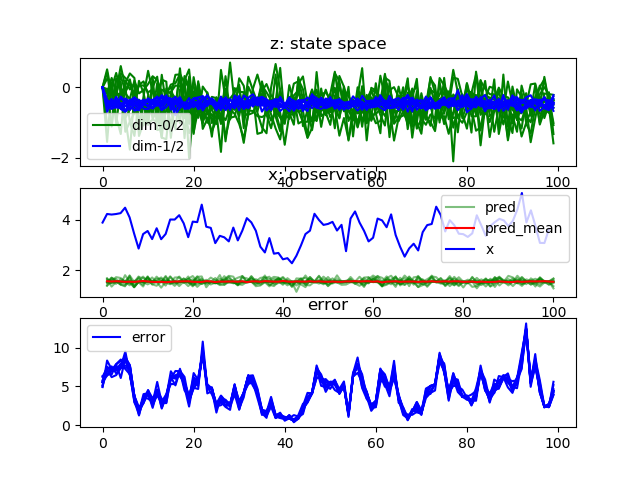 z: state space
0
−2
dim-0/2
dim-1/2
0 20 40 60 80 100
x: observation
4
2
pred
pred_mean
x
0 20 40 60 80 100
error
10
5
0
error
0 20 40 60 80 100